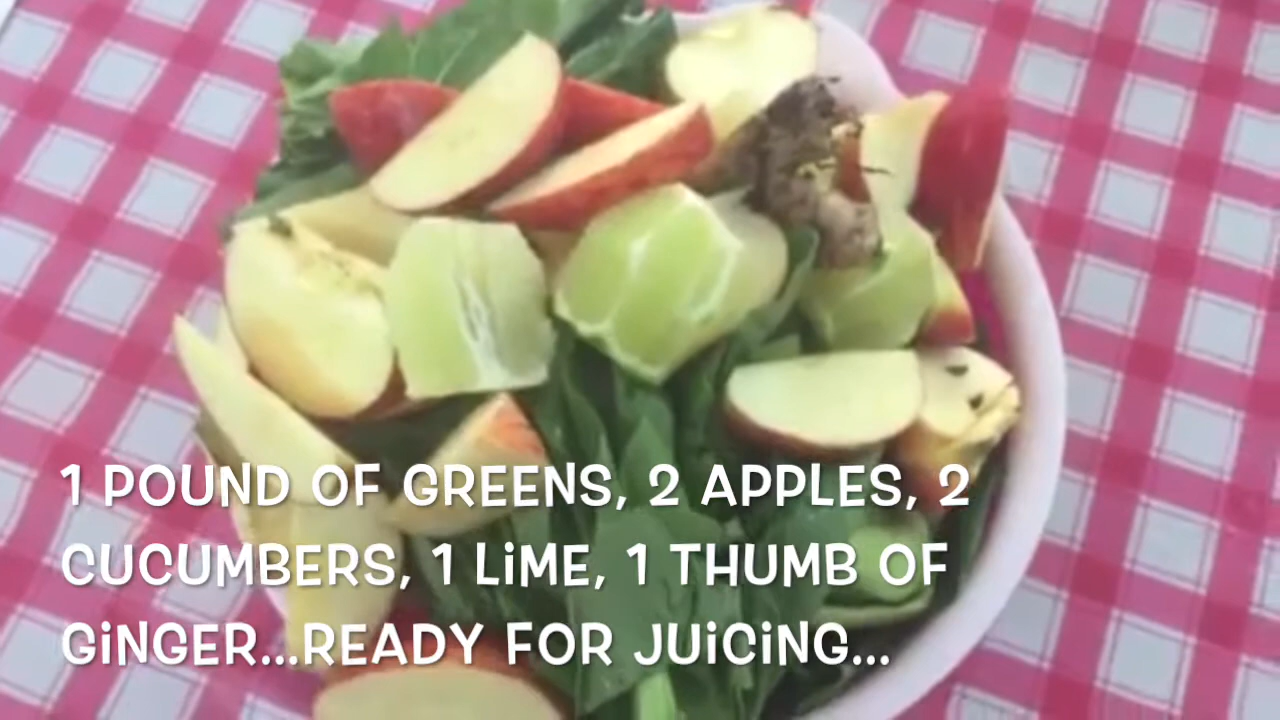 1 POUND OF GREENS, 2 APPLES, 2
CUCUMBERS, 1 LiME, 1 THUMB OF
GiNGER...READY FOR JUiCiNG...